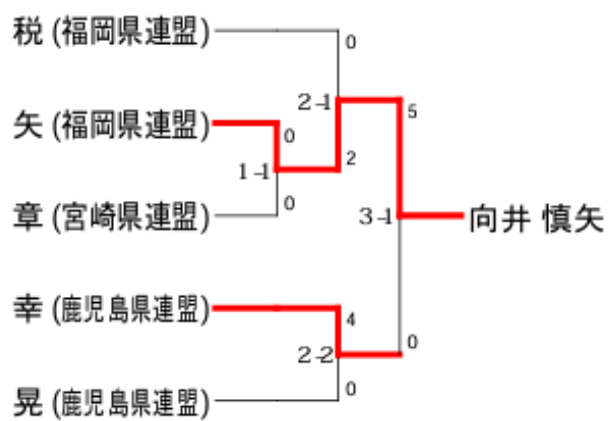 税 (福岡県連盟)
0
2-1
5
矢 (福岡県連盟)
0
2
1-1
章 (宮崎県連盟)
0
3-1
向井 慎矢
幸 (鹿児島県連盟)
4
2-2
0
晃 (鹿児島県連盟)
0